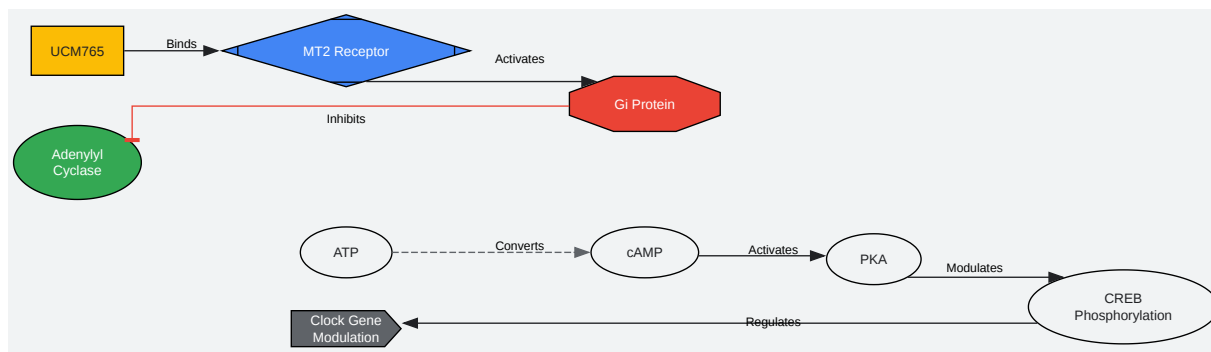 UCM765
Binds
MT2 Receptor
Activates
Gi Protein
Inhibits
Adenylyl
Cyclase
ATP
Converts
cAMP
Activates
PKA
Modulates
CREB
Phosphorylation
Regulates
Clock Gene
Modulation